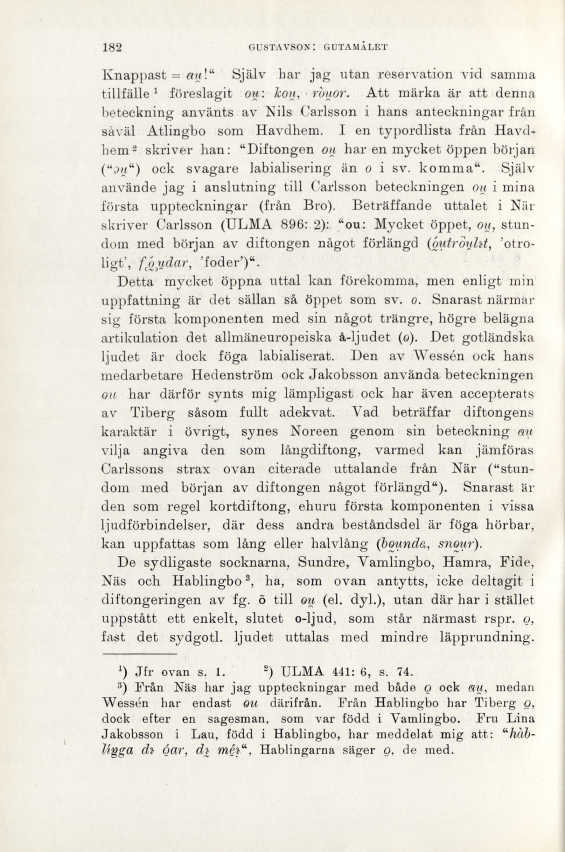 182 GUSTAVSON: GUTAMÅLET
Knappast = au!“ Själv har jag utan reservation vid samma
tillfälle ¹ föreslagit ou: kou, rouor. Att märka är att denna
beteckning använts av Nils Carlsson i hans anteckningar från
såväl Atlingbo som Havdhem. I en typordlista från Havd-
hem ² skriver han: “Diftongen ou har en mycket öppen början
(“ɔu“) ock svagare labialisering än o i sv. komma“. Själv
använde jag i anslutning till Carlsson beteckningen ou i mina
första uppteckningar (från Bro). Beträffande uttalet i När
skriver Carlsson (ULMA 896: 2): “ou: Mycket öppet, ou, stun-
dom med början av diftongen något förlängd ( ’otro-
ligt’, ’foder’)“.
Detta mycket öppna uttal kan förekomma, men enligt min
uppfattning är det sällan så öppet som sv. o. Snarast närmar
sig första komponenten med sin något trängre, högre belägna
artikulation det allmäneuropeiska å-ljudet (o). Det gotländska
ljudet är dock föga labialiserat. Den av Wessén ock hans
medarbetare Hedenström ock Jakobsson använda beteckningen
ou har därför synts mig lämpligast ock har även accepterats
av Tiberg såsom fullt adekvat. Vad beträffar diftongens
karaktär i övrigt, synes Noreen genom sin beteckning au
vilja angiva den som långdiftong, varmed kan jämföras
Carlssons strax ovan citerade uttalande från När (“stun-
dom med början av diftongen något förlängd“). Snarast är
den som regel kortdiftong, ehuru första komponenten i vissa
ljudförbindelser, där dess andra beståndsdel är föga hörbar,
kan uppfattas som lång eller halvlång (bounda, snour).
De sydligaste socknarna, Sundre, Vamlingbo, Hamra, Fide,
Näs och Hablingbo ³, ha, som ovan antytts, icke deltagit i
diftongeringen av fg. ō till ou (el. dyl.), utan där har i stället
uppstått ett enkelt, slutet o-ljud, som står närmast rspr. o,
fast det sydgotl. ljudet uttalas med mindre läpprundning.
¹) Jfr ovan s. 1. ²) ULMA 441: 6, s. 74.
³) Från Näs har jag uppteckningar med både o ock au, medan
Wessén har endast ou därifrån. Från Hablingbo har Tiberg o,
dock efter en sagesman, som var född i Vamlingbo. Fru Lina
Jakobsson i Lau, född i Hablingbo, har meddelat mig att: “hàb-
Hablingarna säger o, de med.